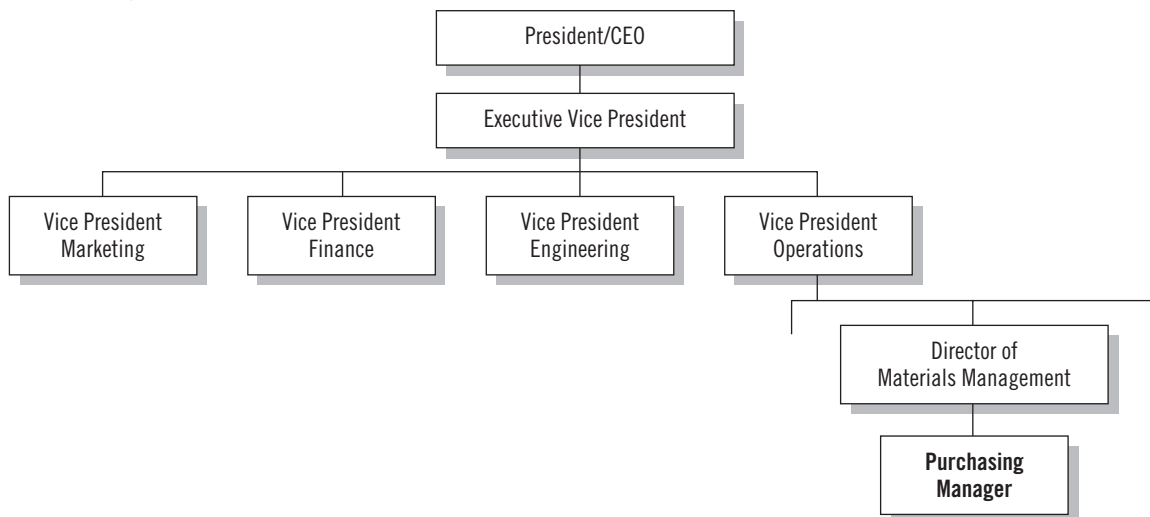 President/CEO
Executive Vice President
Vice President
Marketing
Vice President
Finance
Vice President
Engineering
Vice President
Operations
Director of
Materials Management
Purchasing
Manager